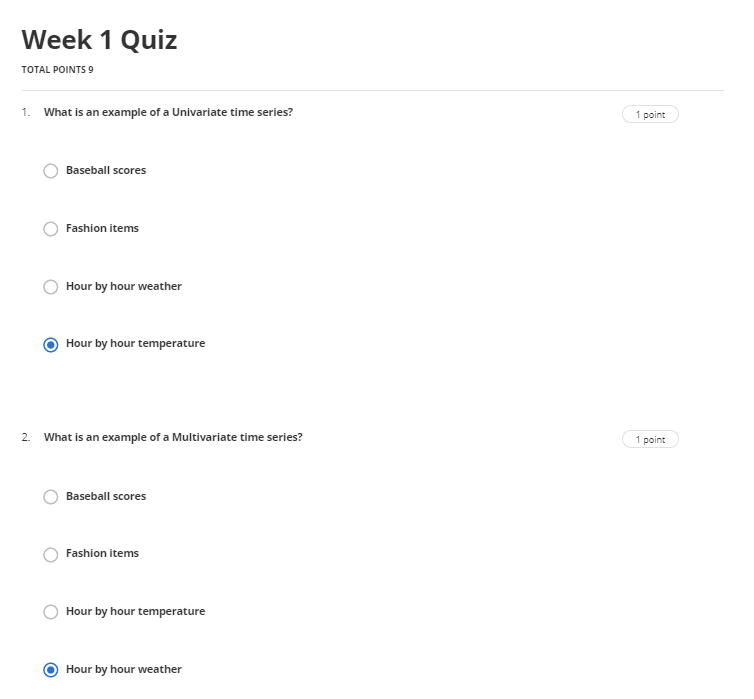 Week 1 Quiz
TOTAL POINTS 9
1. What is an example of a Univariate time series?
1 point
Baseball scores
Fashion items
Hour by hour weather
Hour by hour temperature
2. What is an example of a Multivariate time series?
1 point
Baseball scores
Fashion items
Hour by hour temperature
Hour by hour weather